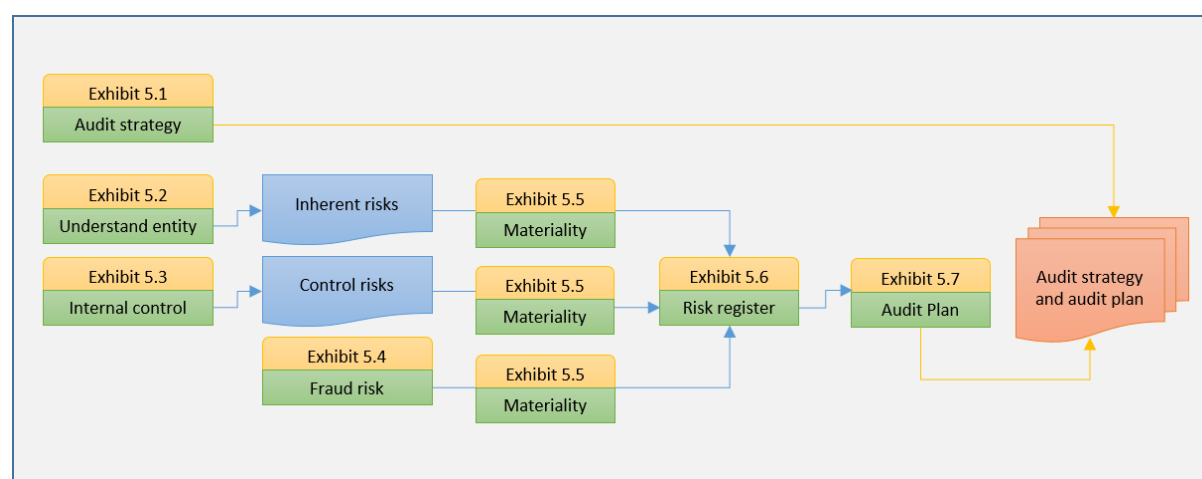 Exhibit 5.1
Audit strategy
Exhibit 5.2
Understand entity
Inherent risks
Exhibit 5.5
Materiality
Exhibit 5.3
Internal control
Control risks
Exhibit 5.5
Materiality
Exhibit 5.6
Risk register
Exhibit 5.7
Audit Plan
Audit strategy
and audit plan
Exhibit 5.4
Fraud risk
Exhibit 5.5
Materiality